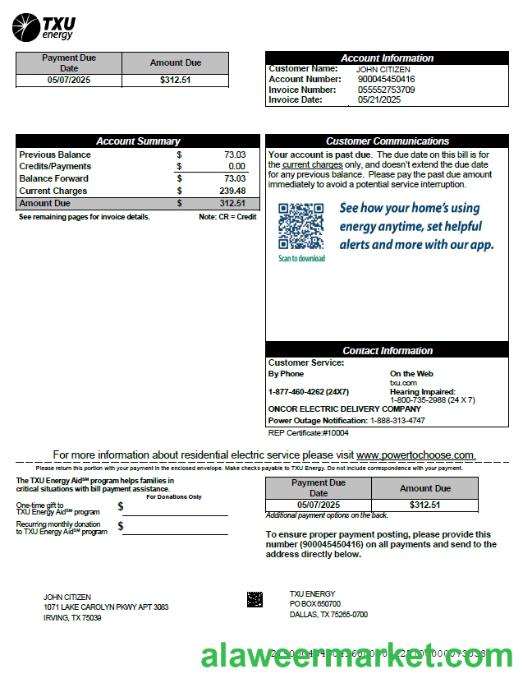 TXU
energy
Payment Due
Date
Amount Due
05/07/2025
$312.51
Account Information
Customer Name: JOHN CITIZEN
Account Number: 900045450416
Invoice Number: 055552753709
Invoice Date: 05/21/2025
Account Summary
Previous Balance $ 73.03
Credits/Payments $ 0.00
Balance Forward $ 73.03
Current Charges $ 239.48
Amount Due $ 312.51
See remaining pages for invoice details. Note: CR = Credit
Customer Communications
Your account is past due. The due date on this bill is for
the current charges only, and doesn't extend the due date
for any previous balance. Please pay the past due amount
immediately to avoid a potential service interruption.
See how your home's using
energy anytime, set helpful
alerts and more with our app.
Scan to download
Contact Information
Customer Service:
By Phone On the Web
txu.com
1-877-460-4262 (24X7) Hearing Impaired:
1-800-735-2988 (24 X 7)
ONCOR ELECTRIC DELIVERY COMPANY
Power Outage Notification: 1-888-313-4747
REP Certificate:#10004
For more information about residential electric service please visit www.powertochoose.com.
Please return this portion with your payment in the enclosed envelope. Make checks payable to TXU Energy. Do not include correspondence with your payment.
The TXU Energy Aid℠ program helps families in
critical situations with bill payment assistance.
For Donations Only
One-time gift to
TXU Energy Aid℠ program $
Recurring monthly donation
to TXU Energy Aid℠ program $
Payment Due
Date
Amount Due
05/07/2025
$312.51
Additional payment options on the back.
To ensure proper payment posting, please provide this
number (900045450416) on all payments and send to the
address directly below.
JOHN CITIZEN
1071 LAKE CAROLYN PKWY APT 3083
IRVING, TX 75039
TXU ENERGY
PO BOX 650700
DALLAS, TX 75265-0700
alaweermarket.com